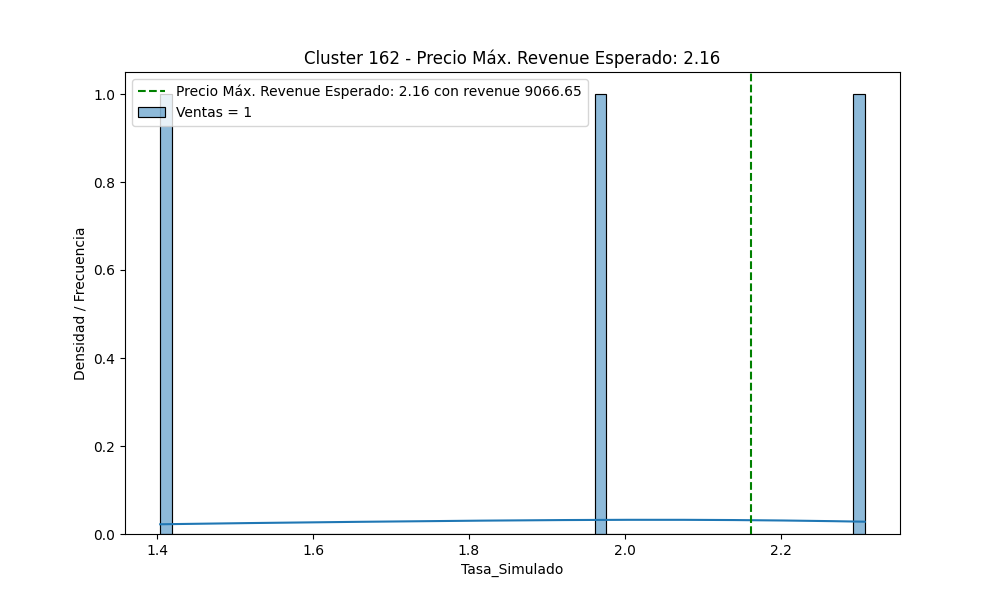 Cluster 162 - Precio Máx. Revenue Esperado: 2.16
Precio Máx. Revenue Esperado: 2.16 con revenue 9066.65
Ventas = 1
1.0
0.8
0.6
0.4
0.2
0.0
Densidad / Frecuencia
1.4
1.6
1.8
2.0
2.2
Tasa_Simulado